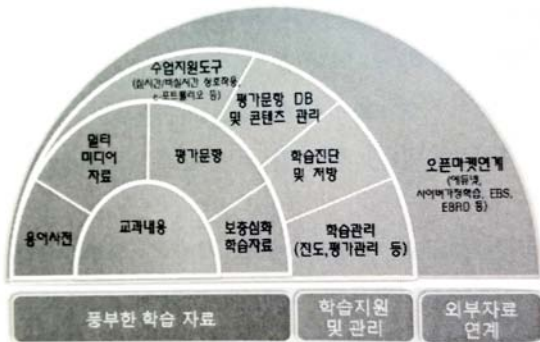 수업지원도구
(실시간/비실시간 상호작용,
e-포트폴리오 등)
평가문항 DB
및 콘텐츠 관리
멀티
미디어
자료
평가문항
학습진단
및 처방
오픈마켓연계
(에듀넷,
사이버가정학습, EBS,
EBRD 등)
용어사전
교과내용
보충심화
학습자료
학습관리
(진도,평가관리 등)
풍부한 학습 자료
학습지원
및 관리
외부자료
연계